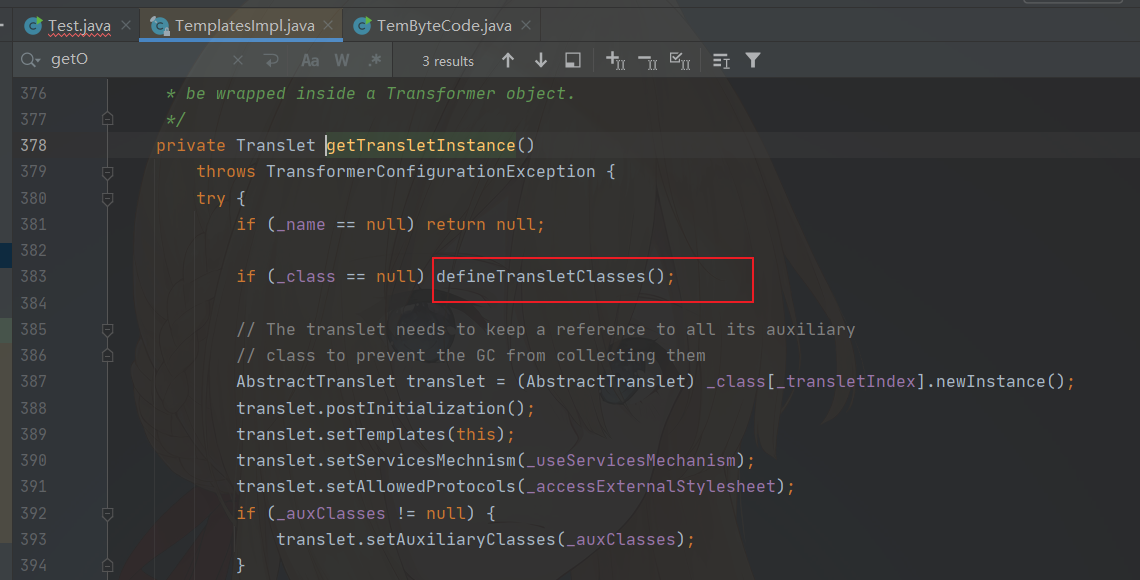 Test.java × TemplatesImpl.java × TemByteCode.java ×
getO × Aa W .* 3 results
376 * be wrapped inside a Transformer object.
377 */
378 private Translet getTransletInstance()
379 throws TransformerConfigurationException {
380 try {
381 if (_name == null) return null;
382
383 if (_class == null) defineTransletClasses();
384
385 // The translet needs to keep a reference to all its auxiliary
386 // class to prevent the GC from collecting them
387 AbstractTranslet translet = (AbstractTranslet) _class[_transletIndex].newInstance();
388 translet.postInitialization();
389 translet.setTemplates(this);
390 translet.setServicesMechnism(_useServicesMechanism);
391 translet.setAllowedProtocols(_accessExternalStylesheet);
392 if (_auxClasses != null) {
393 translet.setAuxiliaryClasses(_auxClasses);
394 }